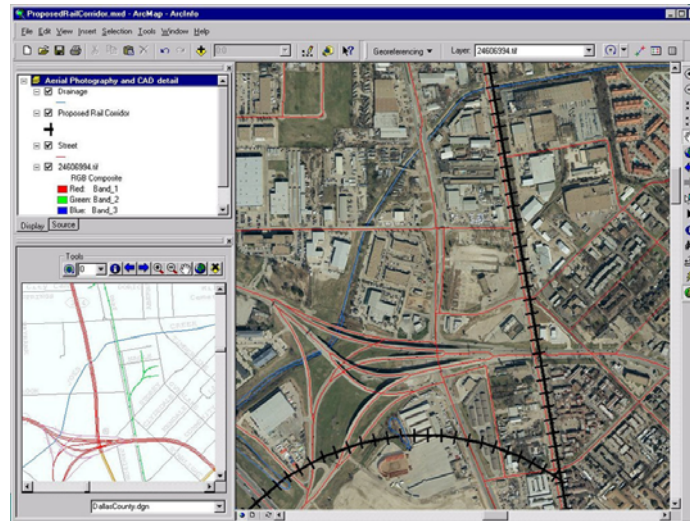 ProposedRailCorridor.mxd - ArcMap - ArcInfo
File Edit View Insert Selection Tools Window Help
Georeferencing Layer: 24606994.tif
Aerial Photography and CAD detail
Drainage
Proposed Rail Corridor
Street
24606994.tif
RGB Composite
Red: Band_1
Green: Band_2
Blue: Band_3
Display Source
Tools
0
CREEK
DallasCounty.dgn